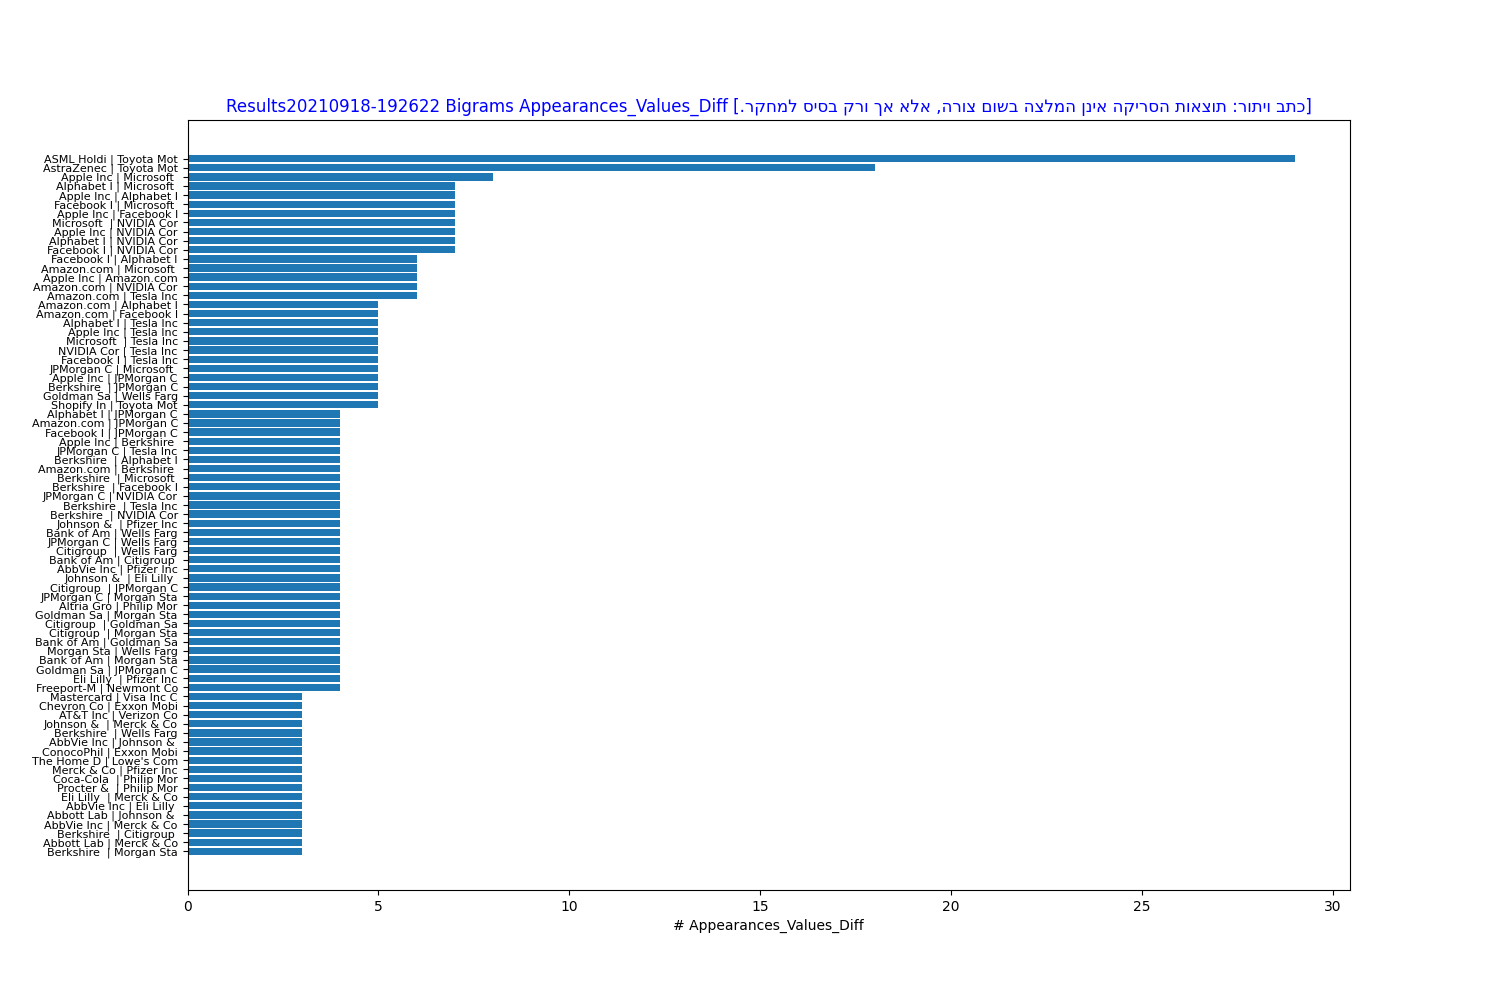 Results20210918-192622 Bigrams Appearances_Values_Diff [כתב ויתור: תוצאות הסריקה אינן המלצה בשום צורה, אלא אך ורק בסיס למחקר.]
ASML Holdi | Toyota Mot
AstraZenec | Toyota Mot
Apple Inc | Microsoft
Alphabet I | Microsoft
Apple Inc | Alphabet I
Facebook I | Microsoft
Apple Inc | Facebook I
Microsoft | NVIDIA Cor
Apple Inc | NVIDIA Cor
Alphabet I | NVIDIA Cor
Facebook I | NVIDIA Cor
Facebook I | Alphabet I
Amazon.com | Microsoft
Apple Inc | Amazon.com
Amazon.com | NVIDIA Cor
Amazon.com | Tesla Inc
Amazon.com | Alphabet I
Amazon.com | Facebook I
Alphabet I | Tesla Inc
Apple Inc | Tesla Inc
Microsoft | Tesla Inc
NVIDIA Cor | Tesla Inc
Facebook I | Tesla Inc
JPMorgan C | Microsoft
Apple Inc | JPMorgan C
Berkshire | JPMorgan C
Goldman Sa | Wells Farg
Shopify In | Toyota Mot
Alphabet I | JPMorgan C
Amazon.com | JPMorgan C
Facebook I | JPMorgan C
Apple Inc | Berkshire
JPMorgan C | Tesla Inc
Berkshire | Alphabet I
Amazon.com | Berkshire
Berkshire | Microsoft
Berkshire | Facebook I
JPMorgan C | NVIDIA Cor
Berkshire | Tesla Inc
Berkshire | NVIDIA Cor
Johnson & | Pfizer Inc
Bank of Am | Wells Farg
JPMorgan C | Wells Farg
Citigroup | Wells Farg
Bank of Am | Citigroup
AbbVie Inc | Pfizer Inc
Johnson & | Eli Lilly
Citigroup | JPMorgan C
JPMorgan C | Morgan Sta
Altria Gro | Philip Mor
Goldman Sa | Morgan Sta
Citigroup | Goldman Sa
Citigroup | Morgan Sta
Bank of Am | Goldman Sa
Morgan Sta | Wells Farg
Bank of Am | Morgan Sta
Goldman Sa | JPMorgan C
Eli Lilly | Pfizer Inc
Freeport-M | Newmont Co
Mastercard | Visa Inc C
Chevron Co | Exxon Mobi
AT&T Inc | Verizon Co
Johnson & | Merck & Co
Berkshire | Wells Farg
AbbVie Inc | Johnson &
ConocoPhil | Exxon Mobi
The Home D | Lowe's Com
Merck & Co | Pfizer Inc
Coca-Cola | Philip Mor
Procter & | Philip Mor
Eli Lilly | Merck & Co
AbbVie Inc | Eli Lilly
Abbott Lab | Johnson &
AbbVie Inc | Merck & Co
Berkshire | Citigroup
Abbott Lab | Merck & Co
Berkshire | Morgan Sta
0 5 10 15 20 25 30
# Appearances_Values_Diff